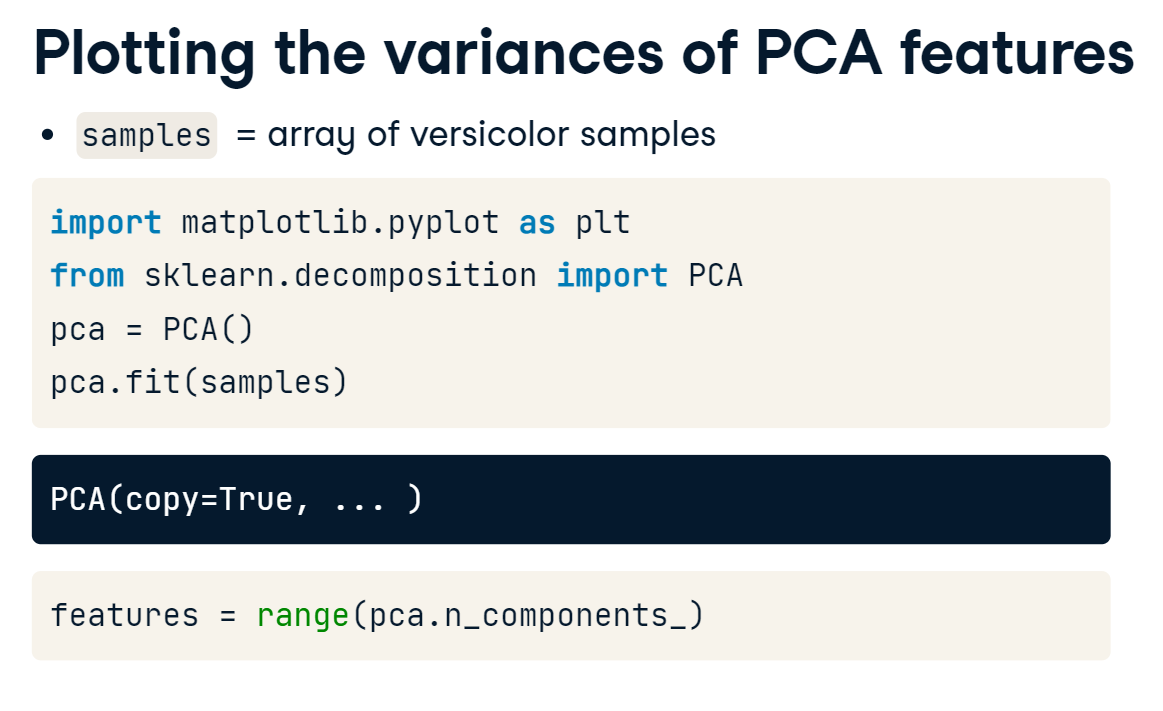 Plotting the variances of PCA features
• samples = array of versicolor samples
import matplotlib.pyplot as plt
from sklearn.decomposition import PCA
pca = PCA()
pca.fit(samples)
PCA(copy=True, ... )
features = range(pca.n_components_)